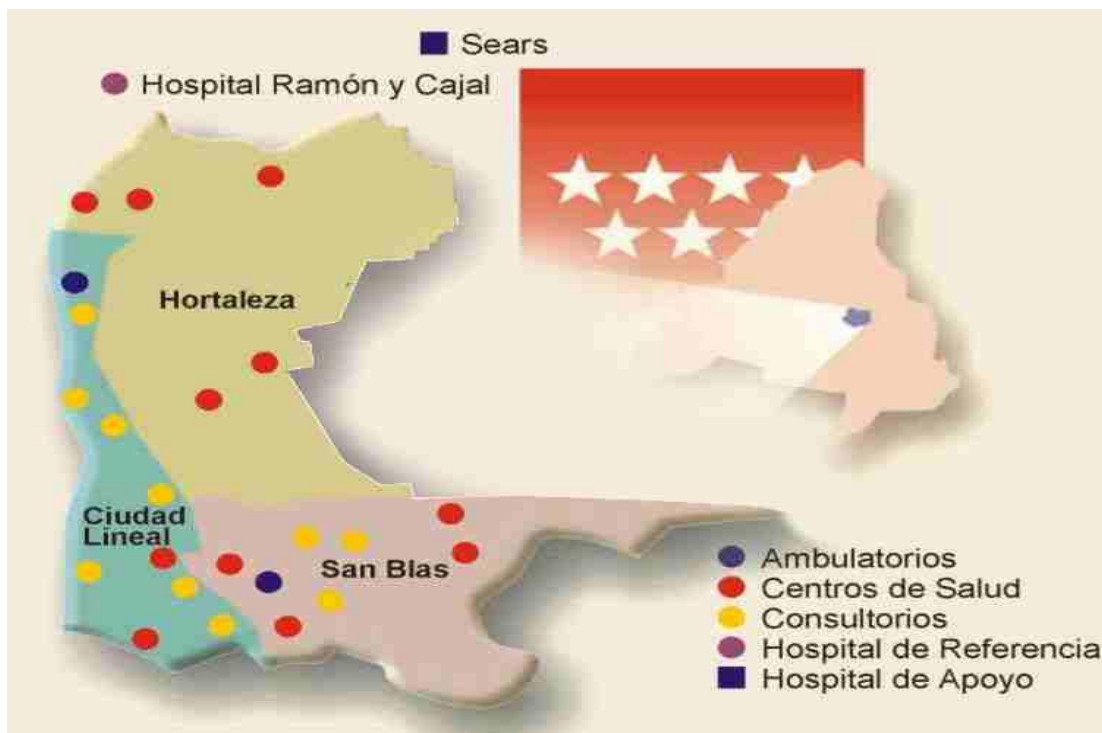 Sears
Hospital Ramón y Cajal
Hortaleza
Ciudad
Lineal
San Blas
Ambulatorios
Centros de Salud
Consultorios
Hospital de Referencia
Hospital de Apoyo